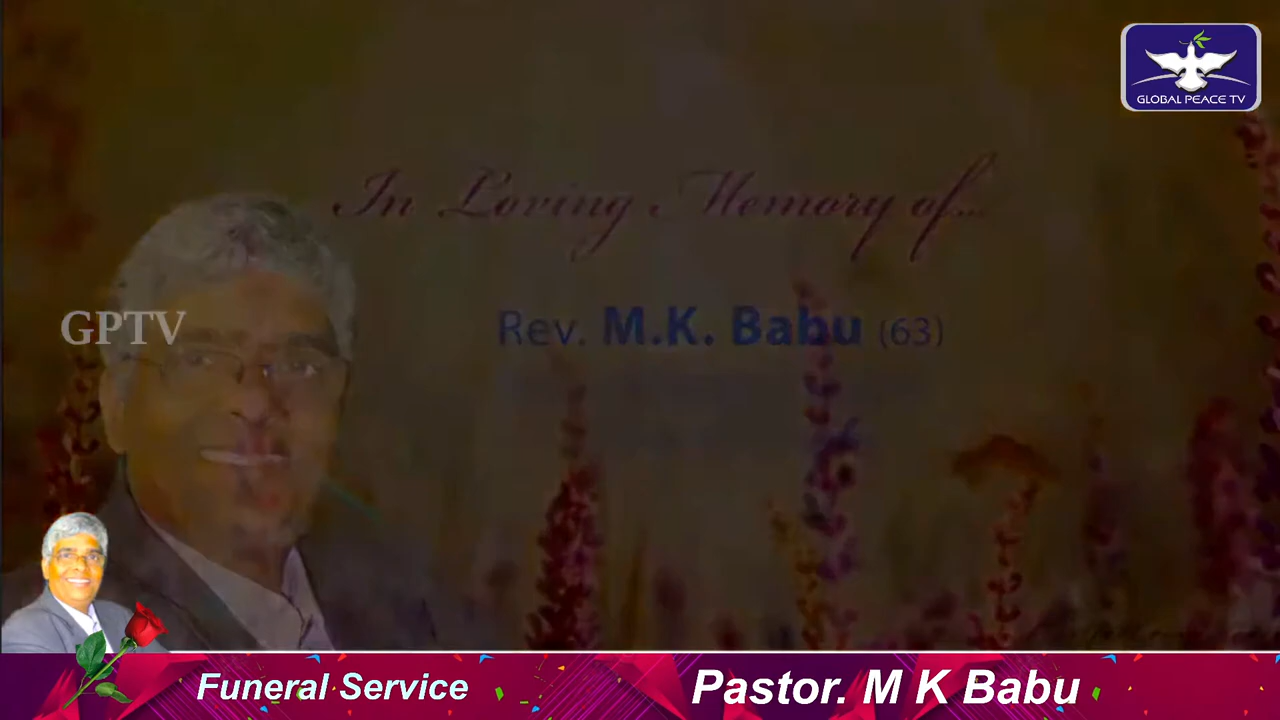 GLOBAL PEACE TV
In Loving Memory of...
GPTV
Rev. M.K. Babu (63)
Funeral Service
Pastor. M K Babu